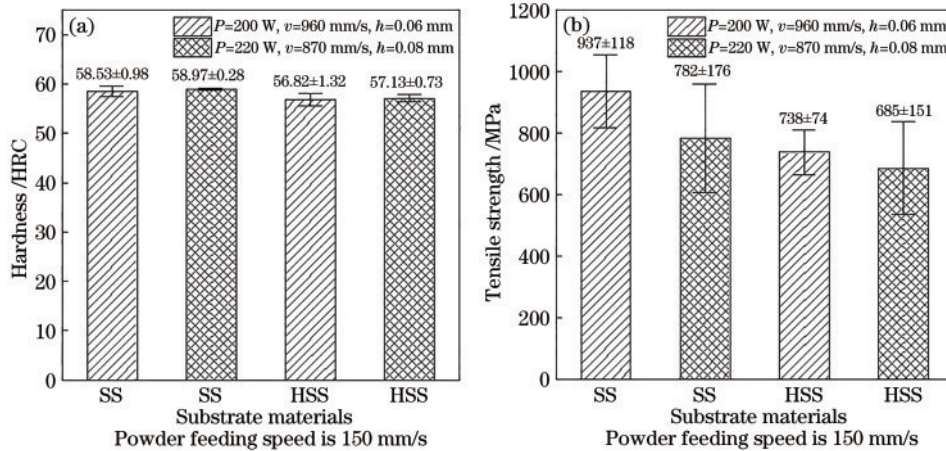 (a)
P=200 W, v=960 mm/s, h=0.06 mm
P=220 W, v=870 mm/s, h=0.08 mm
58.53±0.98
58.97±0.28
56.82±1.32
57.13±0.73
70
60
50
40
30
20
10
0
Hardness /HRC
SS
SS
HSS
HSS
Substrate materials
Powder feeding speed is 150 mm/s
(b)
P=200 W, v=960 mm/s, h=0.06 mm
P=220 W, v=870 mm/s, h=0.08 mm
937±118
782±176
738±74
685±151
1200
1000
800
600
400
200
0
Tensile strength /MPa
SS
SS
HSS
HSS
Substrate materials
Powder feeding speed is 150 mm/s